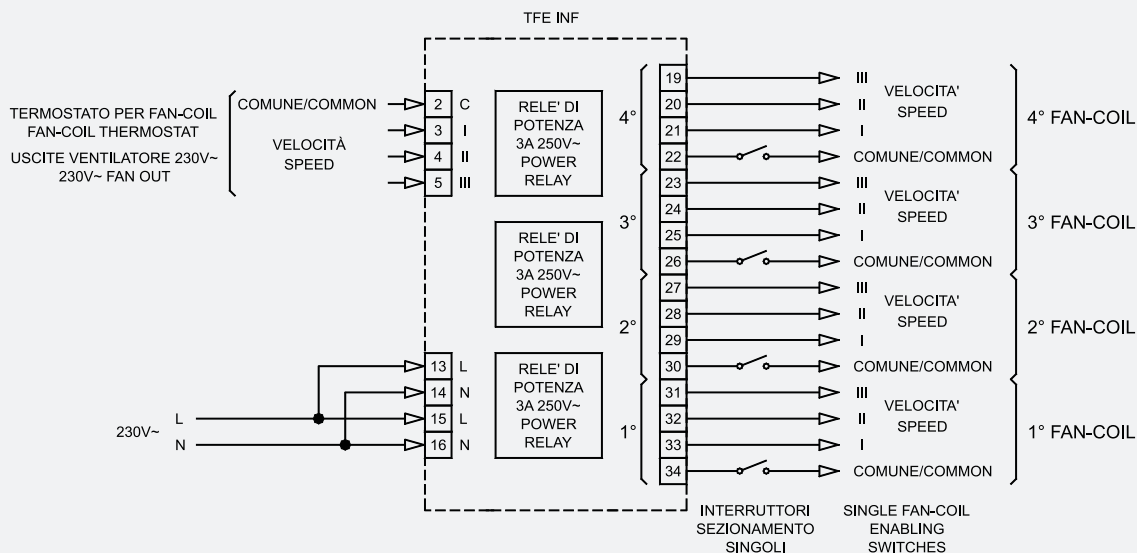 TFE INF
TERMOSTATO PER FAN-COIL
FAN-COIL THERMOSTAT
USCITE VENTILATORE 230V~
230V~ FAN OUT
COMUNE/COMMON
VELOCITÀ
SPEED
2 C
3 I
4 II
5 III
RELE' DI
POTENZA
3A 250V~
POWER
RELAY
RELE' DI
POTENZA
3A 250V~
POWER
RELAY
RELE' DI
POTENZA
3A 250V~
POWER
RELAY
230V~
L
N
13 L
14 N
15 L
16 N
4°
19 III
20 II
21 I
22 COMUNE/COMMON
VELOCITA'
SPEED
4° FAN-COIL
3°
23 III
24 II
25 I
26 COMUNE/COMMON
VELOCITA'
SPEED
3° FAN-COIL
2°
27 III
28 II
29 I
30 COMUNE/COMMON
VELOCITA'
SPEED
2° FAN-COIL
1°
31 III
32 II
33 I
34 COMUNE/COMMON
VELOCITA'
SPEED
1° FAN-COIL
INTERRUTTORI
SEZIONAMENTO
SINGOLI
SINGLE FAN-COIL
ENABLING
SWITCHES